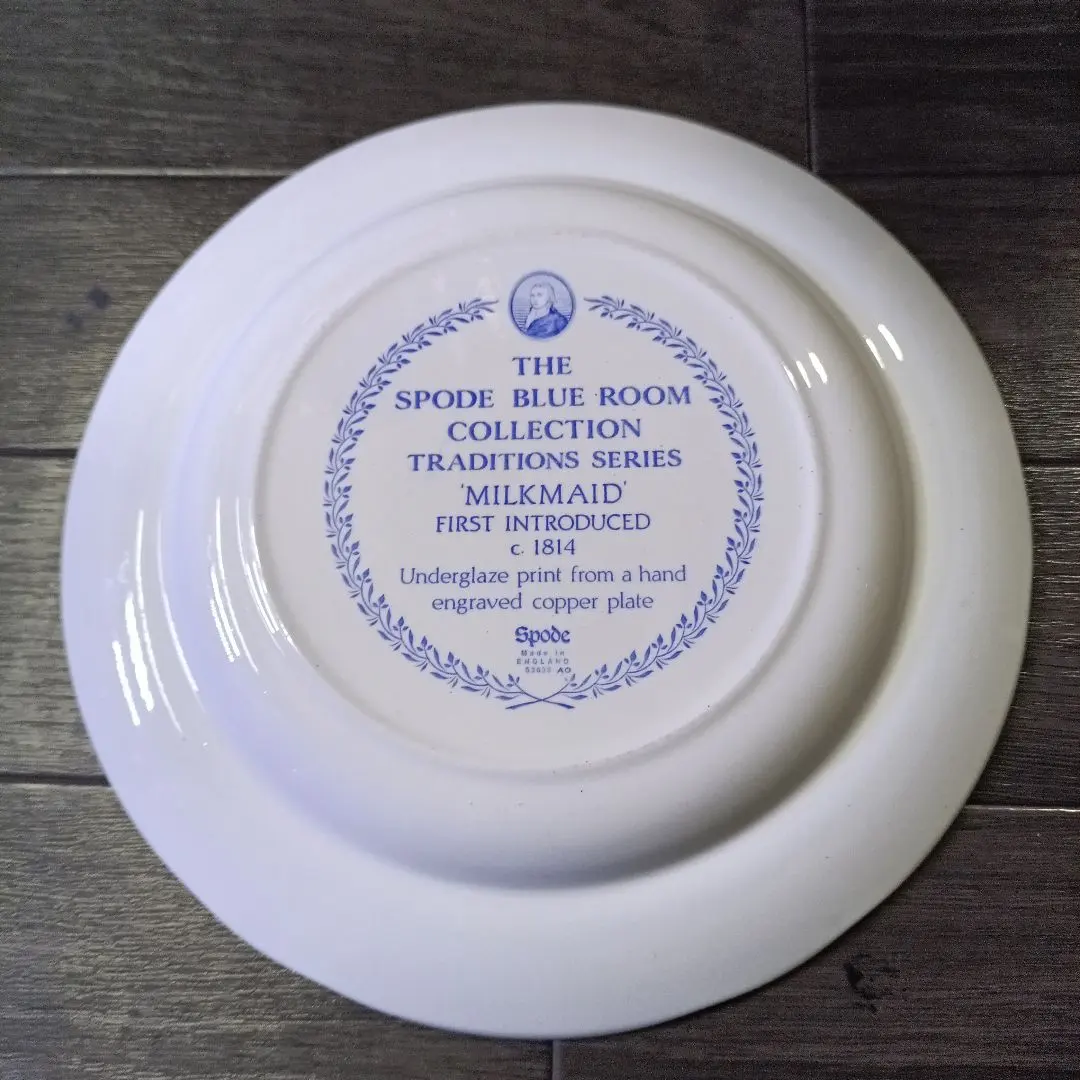 THE
SPODE BLUE ROOM
COLLECTION
TRADITIONS SERIES
'MILKMAID'
FIRST INTRODUCED
c. 1814
Underglaze print from a hand
engraved copper plate
Spode
Made in
ENGLAND
AO